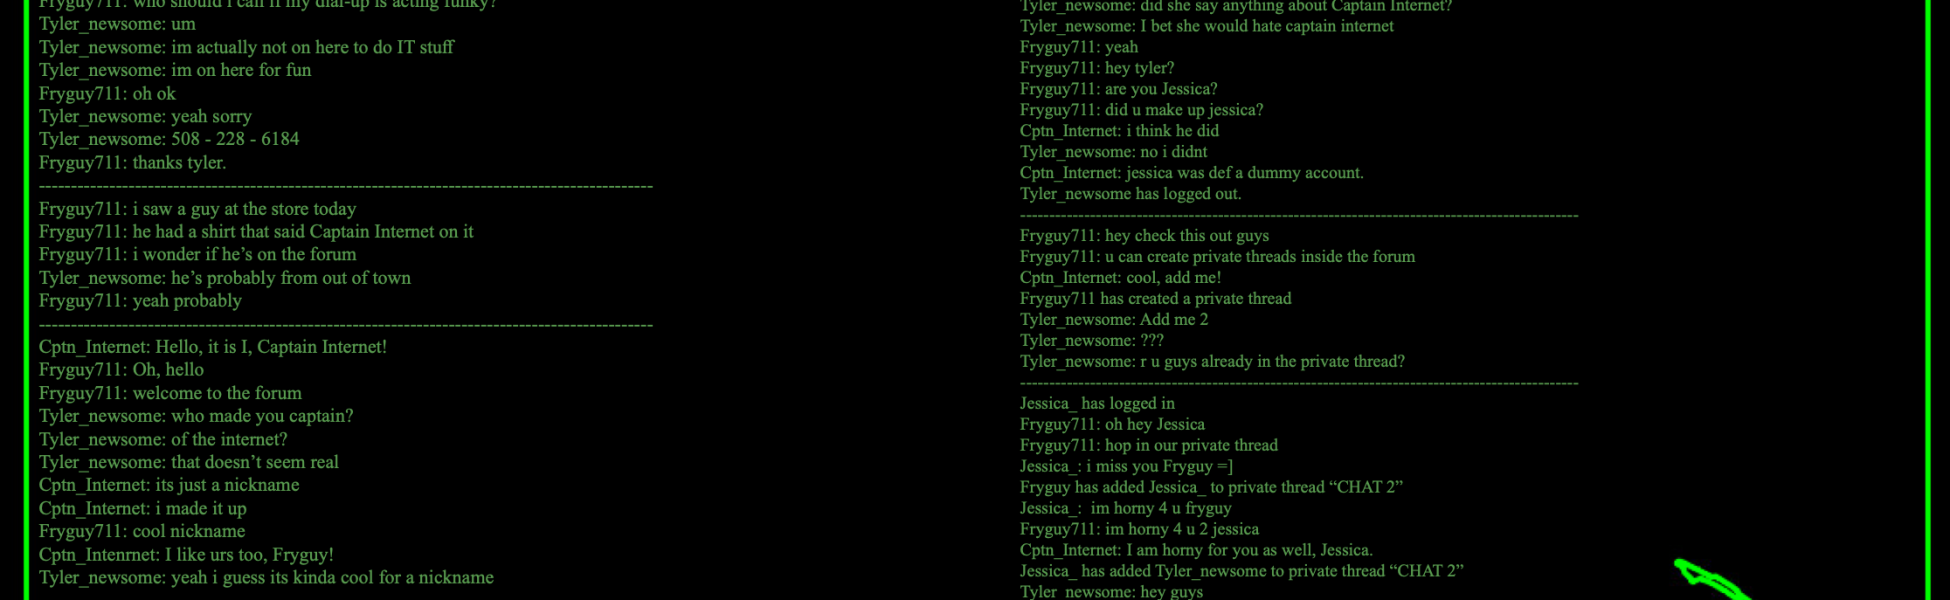 Fryguy711: who should i call if my dial-up is acting funky?
Tyler_newsome: um
Tyler_newsome: im actually not on here to do IT stuff
Tyler_newsome: im on here for fun
Fryguy711: oh ok
Tyler_newsome: yeah sorry
Tyler_newsome: 508 - 228 - 6184
Fryguy711: thanks tyler.
------------------------------------------------------------------------------------------------
Fryguy711: i saw a guy at the store today
Fryguy711: he had a shirt that said Captain Internet on it
Fryguy711: i wonder if he’s on the forum
Tyler_newsome: he’s probably from out of town
Fryguy711: yeah probably
------------------------------------------------------------------------------------------------
Cptn_Internet: Hello, it is I, Captain Internet!
Fryguy711: Oh, hello
Fryguy711: welcome to the forum
Tyler_newsome: who made you captain?
Tyler_newsome: of the internet?
Tyler_newsome: that doesn’t seem real
Cptn_Internet: its just a nickname
Cptn_Internet: i made it up
Fryguy711: cool nickname
Cptn_Intenrnet: I like urs too, Fryguy!
Tyler_newsome: yeah i guess its kinda cool for a nickname
Tyler_newsome: did she say anything about Captain Internet?
Tyler_newsome: I bet she would hate captain internet
Fryguy711: yeah
Fryguy711: hey tyler?
Fryguy711: are you Jessica?
Fryguy711: did u make up jessica?
Cptn_Internet: i think he did
Tyler_newsome: no i didnt
Cptn_Internet: jessica was def a dummy account.
Tyler_newsome has logged out.
------------------------------------------------------------------------------------------------
Fryguy711: hey check this out guys
Fryguy711: u can create private threads inside the forum
Cptn_Internet: cool, add me!
Fryguy711 has created a private thread
Tyler_newsome: Add me 2
Tyler_newsome: ???
Tyler_newsome: r u guys already in the private thread?
------------------------------------------------------------------------------------------------
Jessica_ has logged in
Fryguy711: oh hey Jessica
Fryguy711: hop in our private thread
Jessica_: i miss you Fryguy =]
Fryguy has added Jessica_ to private thread “CHAT 2”
Jessica_:  im horny 4 u fryguy
Fryguy711: im horny 4 u 2 jessica
Cptn_Internet: I am horny for you as well, Jessica.
Jessica_ has added Tyler_newsome to private thread “CHAT 2”
Tyler_newsome: hey guys